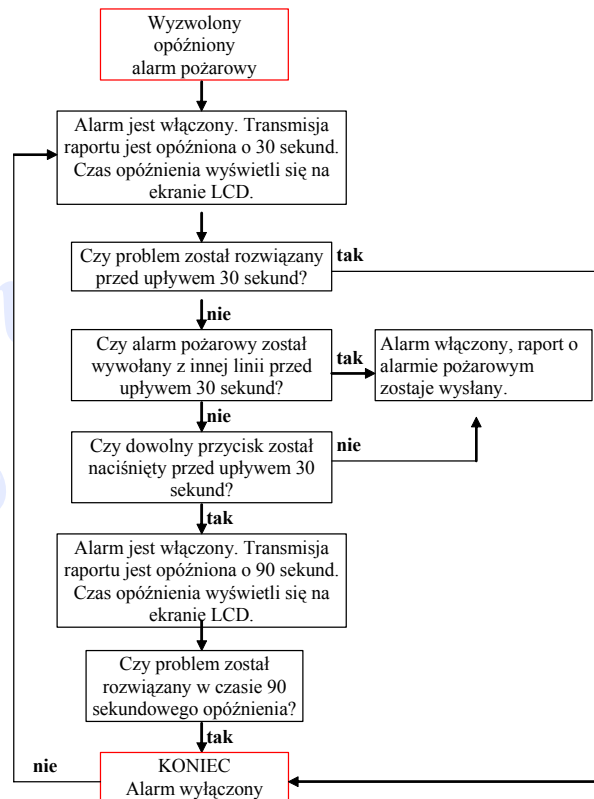 Wyzwolony
opóźniony
alarm pożarowy
Alarm jest włączony. Transmisja
raportu jest opóźniona o 30 sekund.
Czas opóźnienia wyświetli się na
ekranie LCD.
Czy problem został rozwiązany
przed upływem 30 sekund?
tak
nie
Czy alarm pożarowy został
wywołany z innej linii przed
upływem 30 sekund?
tak
Alarm włączony, raport o
alarmie pożarowym
zostaje wysłany.
nie
Czy dowolny przycisk został
naciśnięty przed upływem 30
sekund?
nie
tak
Alarm jest włączony. Transmisja
raportu jest opóźniona o 90 sekund.
Czas opóźnienia wyświetli się na
ekranie LCD.
Czy problem został
rozwiązany w czasie 90
sekundowego opóźnienia?
tak
nie
KONIEC
Alarm wyłączony